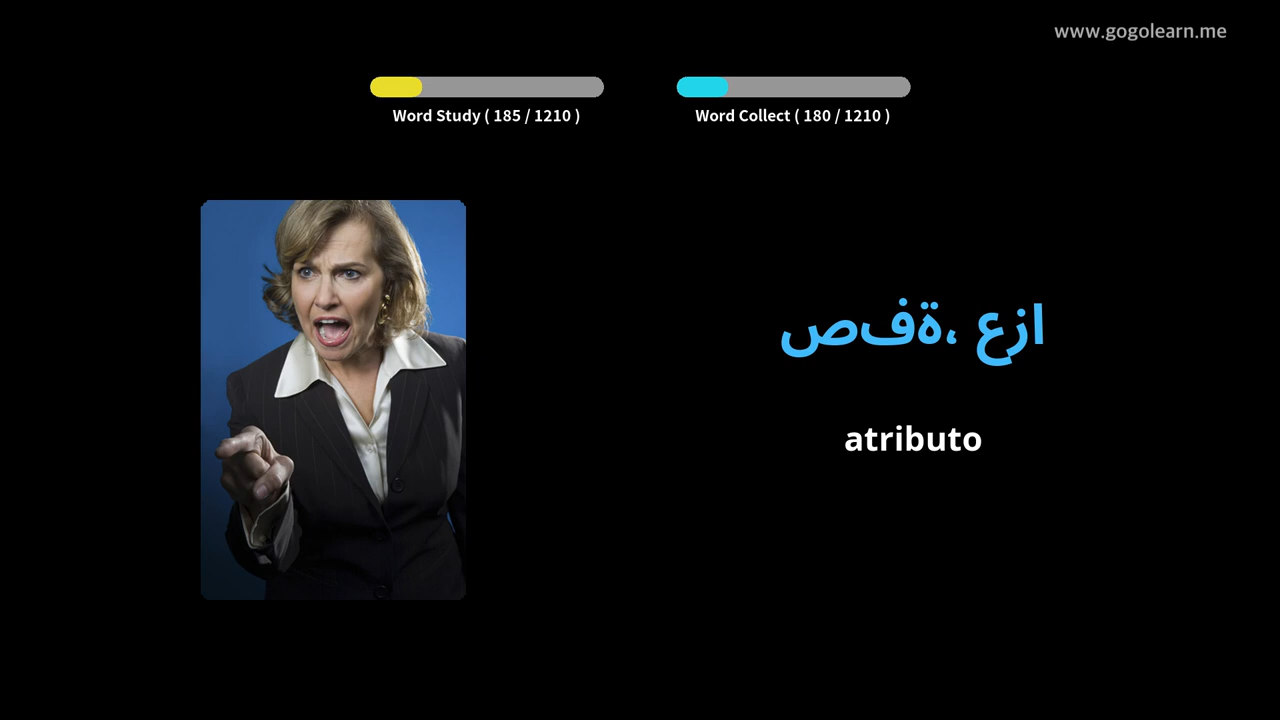 www.gogolearn.me
Word Study ( 185 / 1210 )
Word Collect ( 180 / 1210 )
ازع ،ةفص
atributo